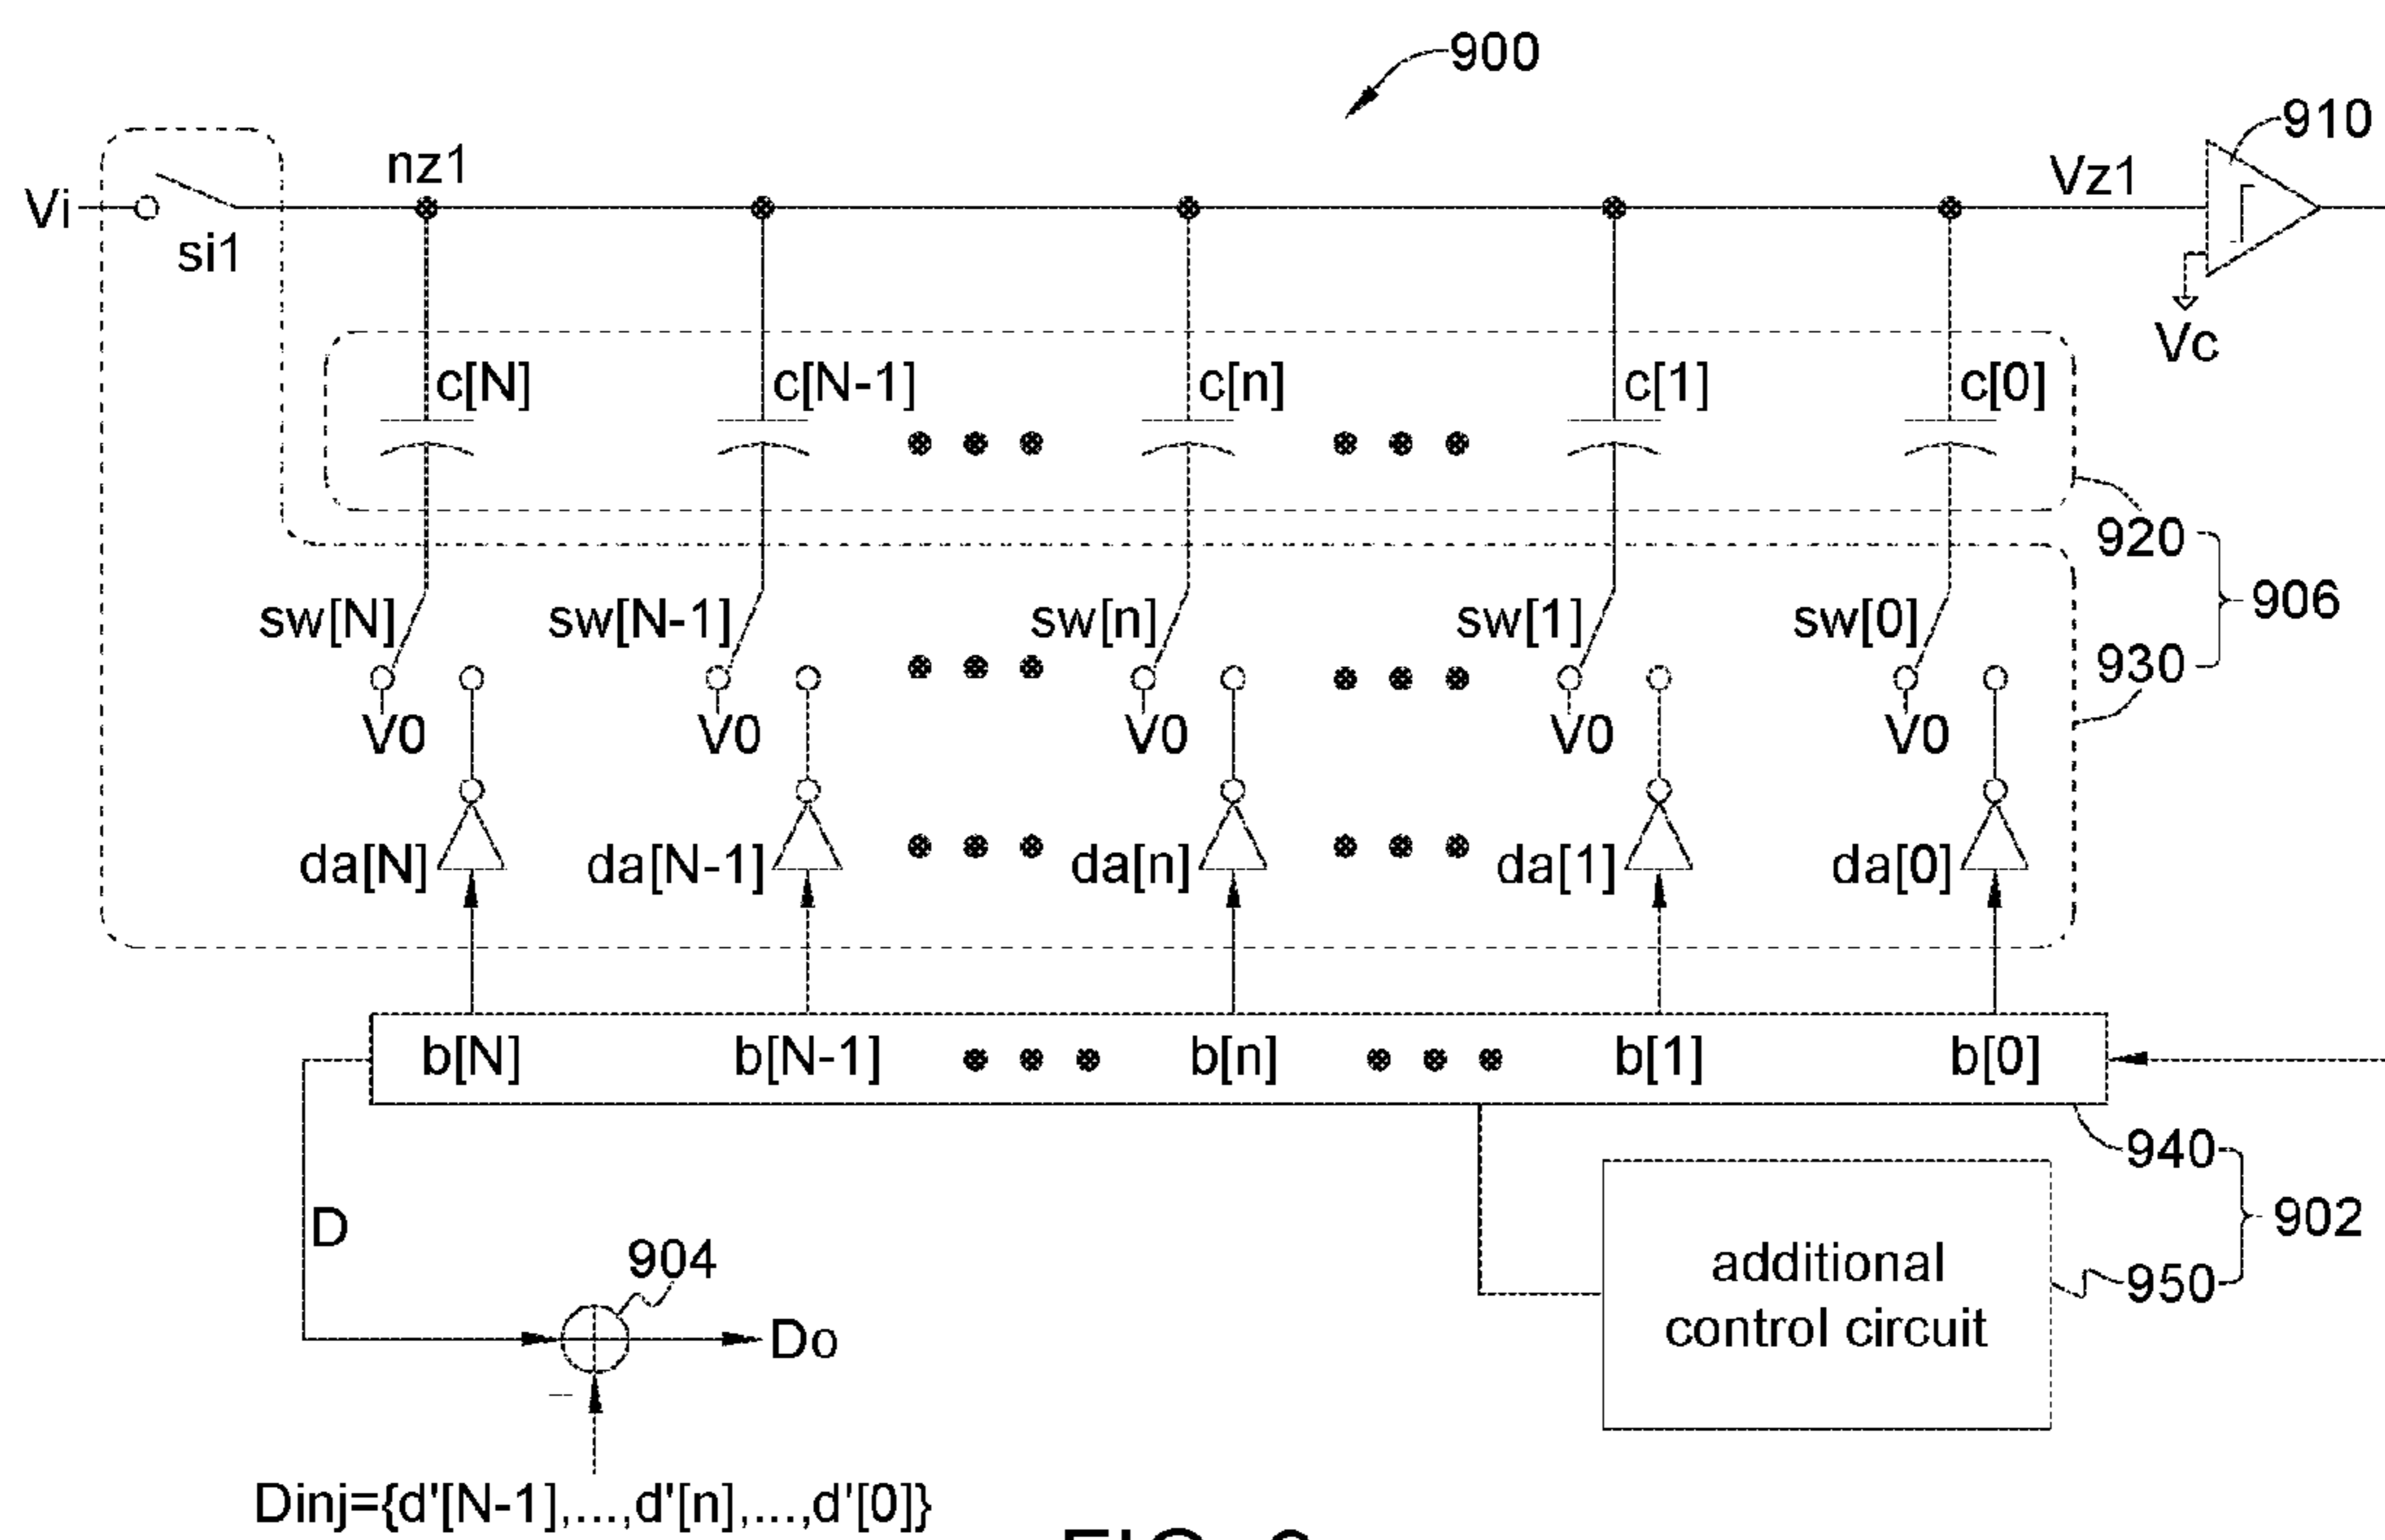 900
910
nz1
Vz1
Vi
si1
Vc
c[N]
c[N-1]
c[n]
c[1]
c[0]
920
906
930
sw[N]
sw[N-1]
sw[n]
sw[1]
sw[0]
V0
V0
V0
V0
V0
da[N]
da[N-1]
da[n]
da[1]
da[0]
b[N]
b[N-1]
b[n]
b[1]
b[0]
940
902
950
D
904
Do
additional
control circuit
Dinj={d'[N-1],...,d'[n],...,d'[0]}